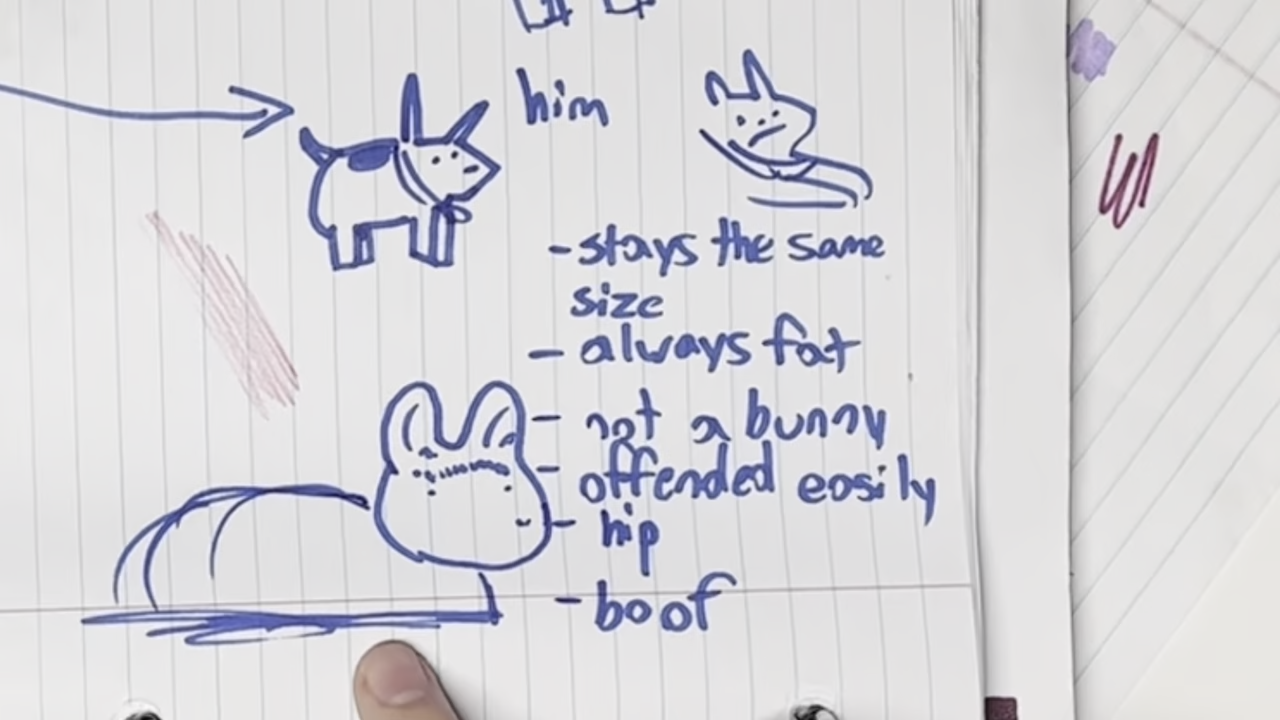 him
- stays the same
size
- always fat
- not a bunny
- offended easily
- hip
- boof